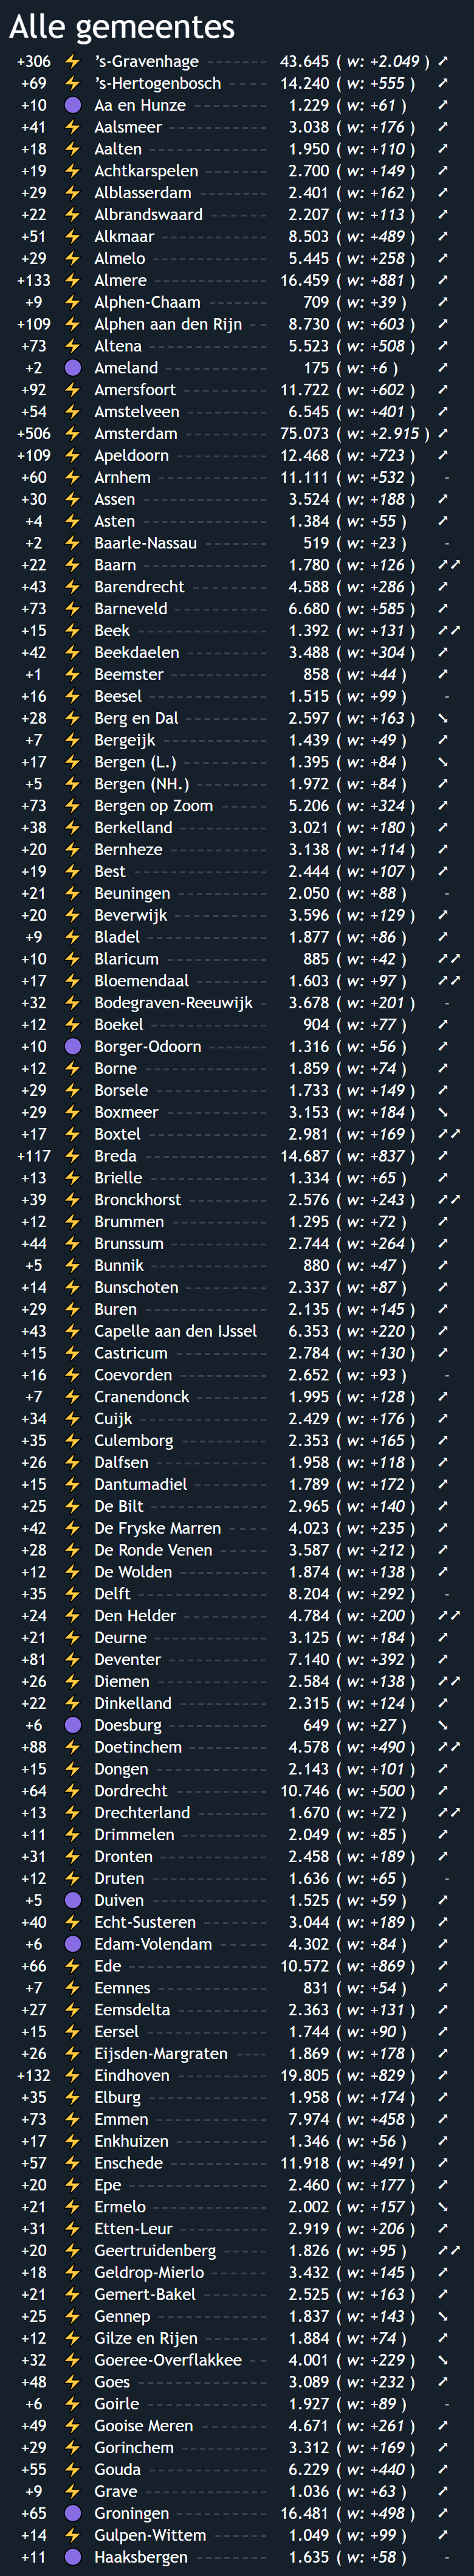 Alle gemeentes
+306 ⚡ ’s-Gravenhage 43.645 ( w: +2.049 ) ➚
+69 ⚡ ’s-Hertogenbosch 14.240 ( w: +555 ) ➚
+10 Aa en Hunze 1.229 ( w: +61 ) ➚
+41 ⚡ Aalsmeer 3.038 ( w: +176 ) ➚
+18 ⚡ Aalten 1.950 ( w: +110 ) ➚
+19 ⚡ Achtkarspelen 2.700 ( w: +149 ) ➚
+29 ⚡ Alblasserdam 2.401 ( w: +162 ) ➚
+22 ⚡ Albrandswaard 2.207 ( w: +113 ) ➚
+51 ⚡ Alkmaar 8.503 ( w: +489 ) ➚
+29 ⚡ Almelo 5.445 ( w: +258 ) ➚
+133 ⚡ Almere 16.459 ( w: +881 ) ➚
+9 ⚡ Alphen-Chaam 709 ( w: +39 ) ➚
+109 ⚡ Alphen aan den Rijn 8.730 ( w: +603 ) ➚
+73 ⚡ Altena 5.523 ( w: +508 ) ➚
+2 Ameland 175 ( w: +6 ) ➚
+92 ⚡ Amersfoort 11.722 ( w: +602 ) ➚
+54 ⚡ Amstelveen 6.545 ( w: +401 ) ➚
+506 ⚡ Amsterdam 75.073 ( w: +2.915 ) ➚
+109 ⚡ Apeldoorn 12.468 ( w: +723 ) ➚
+60 ⚡ Arnhem 11.111 ( w: +532 ) -
+30 ⚡ Assen 3.524 ( w: +188 ) ➚
+4 ⚡ Asten 1.384 ( w: +55 ) ➚
+2 ⚡ Baarle-Nassau 519 ( w: +23 ) -
+22 ⚡ Baarn 1.780 ( w: +126 ) ➚➚
+43 ⚡ Barendrecht 4.588 ( w: +286 ) ➚
+73 ⚡ Barneveld 6.680 ( w: +585 ) ➚
+15 ⚡ Beek 1.392 ( w: +131 ) ➚➚
+42 ⚡ Beekdaelen 3.488 ( w: +304 ) ➚
+1 ⚡ Beemster 858 ( w: +44 ) ➚
+16 ⚡ Beesel 1.515 ( w: +99 ) -
+28 ⚡ Berg en Dal 2.597 ( w: +163 ) ➘
+7 ⚡ Bergeijk 1.439 ( w: +49 ) ➚
+17 ⚡ Bergen (L.) 1.395 ( w: +84 ) ➘
+5 ⚡ Bergen (NH.) 1.972 ( w: +84 ) ➚
+73 ⚡ Bergen op Zoom 5.206 ( w: +324 ) ➚
+38 ⚡ Berkelland 3.021 ( w: +180 ) ➚
+20 ⚡ Bernheze 3.138 ( w: +114 ) ➚
+19 ⚡ Best 2.444 ( w: +107 ) ➚
+21 ⚡ Beuningen 2.050 ( w: +88 ) -
+20 ⚡ Beverwijk 3.596 ( w: +129 ) ➚
+9 ⚡ Bladel 1.877 ( w: +86 ) ➚
+10 ⚡ Blaricum 885 ( w: +42 ) ➚➚
+17 ⚡ Bloemendaal 1.603 ( w: +97 ) ➚➚
+32 ⚡ Bodegraven-Reeuwijk 3.678 ( w: +201 ) -
+12 ⚡ Boekel 904 ( w: +77 ) ➚
+10 Borger-Odoorn 1.316 ( w: +56 ) ➚
+12 ⚡ Borne 1.859 ( w: +74 ) ➚
+29 ⚡ Borsele 1.733 ( w: +149 ) ➚
+29 ⚡ Boxmeer 3.153 ( w: +184 ) ➘
+17 ⚡ Boxtel 2.981 ( w: +169 ) ➚➚
+117 ⚡ Breda 14.687 ( w: +837 ) ➚
+13 ⚡ Brielle 1.334 ( w: +65 ) ➚
+39 ⚡ Bronckhorst 2.576 ( w: +243 ) ➚➚
+12 ⚡ Brummen 1.295 ( w: +72 ) ➚
+44 ⚡ Brunssum 2.744 ( w: +264 ) ➚
+5 ⚡ Bunnik 880 ( w: +47 ) ➚
+14 ⚡ Bunschoten 2.337 ( w: +87 ) ➚
+29 ⚡ Buren 2.135 ( w: +145 ) ➚
+43 ⚡ Capelle aan den IJssel 6.353 ( w: +220 ) ➚
+15 ⚡ Castricum 2.784 ( w: +130 ) ➚
+16 ⚡ Coevorden 2.652 ( w: +93 ) -
+7 ⚡ Cranendonck 1.995 ( w: +128 ) ➚
+34 ⚡ Cuijk 2.429 ( w: +176 ) ➚
+35 ⚡ Culemborg 2.353 ( w: +165 ) ➚
+26 ⚡ Dalfsen 1.958 ( w: +118 ) ➚
+15 ⚡ Dantumadiel 1.789 ( w: +172 ) ➚
+25 ⚡ De Bilt 2.965 ( w: +140 ) ➚
+42 ⚡ De Fryske Marren 4.023 ( w: +235 ) ➚
+28 ⚡ De Ronde Venen 3.587 ( w: +212 ) ➚
+12 ⚡ De Wolden 1.874 ( w: +138 ) ➚
+35 ⚡ Delft 8.204 ( w: +292 ) -
+24 ⚡ Den Helder 4.784 ( w: +200 ) ➚➚
+21 ⚡ Deurne 3.125 ( w: +184 ) ➚
+81 ⚡ Deventer 7.140 ( w: +392 ) ➚
+26 ⚡ Diemen 2.584 ( w: +138 ) ➚➚
+22 ⚡ Dinkelland 2.315 ( w: +124 ) ➚
+6 Doesburg 649 ( w: +27 ) ➘
+88 ⚡ Doetinchem 4.578 ( w: +490 ) ➚➚
+15 ⚡ Dongen 2.143 ( w: +101 ) ➚
+64 ⚡ Dordrecht 10.746 ( w: +500 ) ➚
+13 ⚡ Drechterland 1.670 ( w: +72 ) ➚➚
+11 ⚡ Drimmelen 2.049 ( w: +85 ) ➚
+31 ⚡ Dronten 2.458 ( w: +189 ) ➚
+12 ⚡ Druten 1.636 ( w: +65 ) -
+5 Duiven 1.525 ( w: +59 ) ➚
+40 ⚡ Echt-Susteren 3.044 ( w: +189 ) ➚
+6 Edam-Volendam 4.302 ( w: +84 ) ➚
+66 ⚡ Ede 10.572 ( w: +869 ) ➚
+7 ⚡ Eemnes 831 ( w: +54 ) ➚
+27 ⚡ Eemsdelta 2.363 ( w: +131 ) ➚
+15 ⚡ Eersel 1.744 ( w: +90 ) ➚
+26 ⚡ Eijsden-Margraten 1.869 ( w: +178 ) ➚
+132 ⚡ Eindhoven 19.805 ( w: +829 ) ➚
+35 ⚡ Elburg 1.958 ( w: +174 ) ➚
+73 ⚡ Emmen 7.974 ( w: +458 ) ➚
+17 ⚡ Enkhuizen 1.346 ( w: +56 ) ➚
+57 ⚡ Enschede 11.918 ( w: +491 ) ➚
+20 ⚡ Epe 2.460 ( w: +177 ) ➚
+21 ⚡ Ermelo 2.002 ( w: +157 ) ➘
+31 ⚡ Etten-Leur 2.919 ( w: +206 ) ➚
+20 ⚡ Geertruidenberg 1.826 ( w: +95 ) ➚➚
+18 ⚡ Geldrop-Mierlo 3.432 ( w: +145 ) ➚
+21 ⚡ Gemert-Bakel 2.525 ( w: +163 ) ➚
+25 ⚡ Gennep 1.837 ( w: +143 ) ➘
+12 ⚡ Gilze en Rijen 1.884 ( w: +74 ) ➚
+32 ⚡ Goeree-Overflakkee 4.001 ( w: +229 ) ➘
+48 ⚡ Goes 3.089 ( w: +232 ) ➚
+6 ⚡ Goirle 1.927 ( w: +89 ) -
+49 ⚡ Gooise Meren 4.671 ( w: +261 ) ➚
+29 ⚡ Gorinchem 3.312 ( w: +169 ) ➚
+55 ⚡ Gouda 6.229 ( w: +440 ) ➚
+9 ⚡ Grave 1.036 ( w: +63 ) ➚
+65 Groningen 16.481 ( w: +498 ) ➚
+14 ⚡ Gulpen-Wittem 1.049 ( w: +99 ) ➚
+11 Haaksbergen 1.635 ( w: +58 ) -